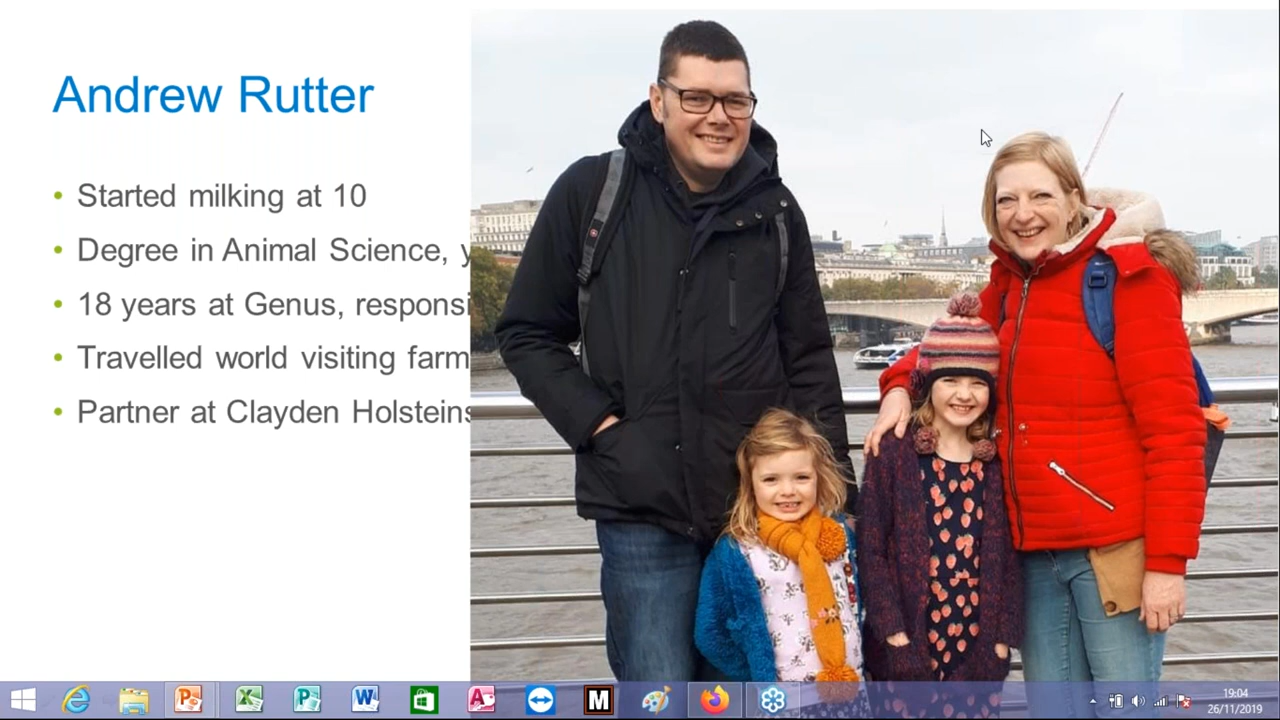 Andrew Rutter
• Started milking at 10
• Degree in Animal Science,
• 18 years at Genus,
• Travelled world visiting
• Partner at Clayden Holsteins
19:04
26/11/2019